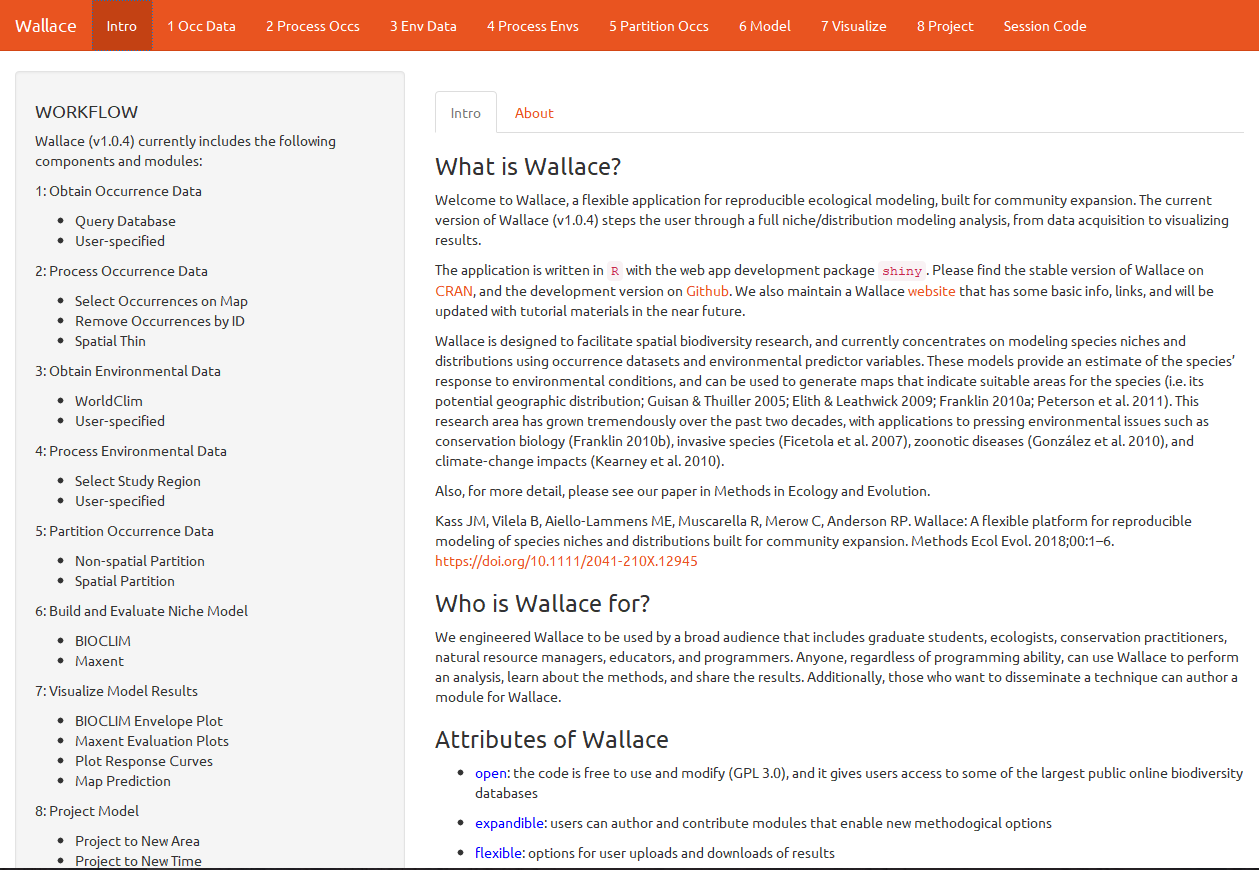 Wallace Intro 1 Occ Data 2 Process Occs 3 Env Data 4 Process Envs 5 Partition Occs 6 Model 7 Visualize 8 Project Session Code
WORKFLOW
Wallace (v1.0.4) currently includes the following
components and modules:
1: Obtain Occurrence Data
Query Database
User-specified
2: Process Occurrence Data
Select Occurrences on Map
Remove Occurrences by ID
Spatial Thin
3: Obtain Environmental Data
WorldClim
User-specified
4: Process Environmental Data
Select Study Region
User-specified
5: Partition Occurrence Data
Non-spatial Partition
Spatial Partition
6: Build and Evaluate Niche Model
BIOCLIM
Maxent
7: Visualize Model Results
BIOCLIM Envelope Plot
Maxent Evaluation Plots
Plot Response Curves
Map Prediction
8: Project Model
Project to New Area
Project to New Time
Intro About
What is Wallace?
Welcome to Wallace, a flexible application for reproducible ecological modeling, built for community expansion. The current
version of Wallace (v1.0.4) steps the user through a full niche/distribution modeling analysis, from data acquisition to visualizing
results.
The application is written in R with the web app development package shiny. Please find the stable version of Wallace on
CRAN, and the development version on Github. We also maintain a Wallace website that has some basic info, links, and will be
updated with tutorial materials in the near future.
Wallace is designed to facilitate spatial biodiversity research, and currently concentrates on modeling species niches and
distributions using occurrence datasets and environmental predictor variables. These models provide an estimate of the species’
response to environmental conditions, and can be used to generate maps that indicate suitable areas for the species (i.e. its
potential geographic distribution; Guisan & Thuiller 2005; Elith & Leathwick 2009; Franklin 2010a; Peterson et al. 2011). This
research area has grown tremendously over the past two decades, with applications to pressing environmental issues such as
conservation biology (Franklin 2010b), invasive species (Ficetola et al. 2007), zoonotic diseases (González et al. 2010), and
climate-change impacts (Kearney et al. 2010).
Also, for more detail, please see our paper in Methods in Ecology and Evolution.
Kass JM, Vilela B, Aiello-Lammens ME, Muscarella R, Merow C, Anderson RP. Wallace: A flexible platform for reproducible
modeling of species niches and distributions built for community expansion. Methods Ecol Evol. 2018;00:1–6.
https://doi.org/10.1111/2041-210X.12945
Who is Wallace for?
We engineered Wallace to be used by a broad audience that includes graduate students, ecologists, conservation practitioners,
natural resource managers, educators, and programmers. Anyone, regardless of programming ability, can use Wallace to perform
an analysis, learn about the methods, and share the results. Additionally, those who want to disseminate a technique can author a
module for Wallace.
Attributes of Wallace
open: the code is free to use and modify (GPL 3.0), and it gives users access to some of the largest public online biodiversity
databases
expandible: users can author and contribute modules that enable new methodogical options
flexible: options for user uploads and downloads of results